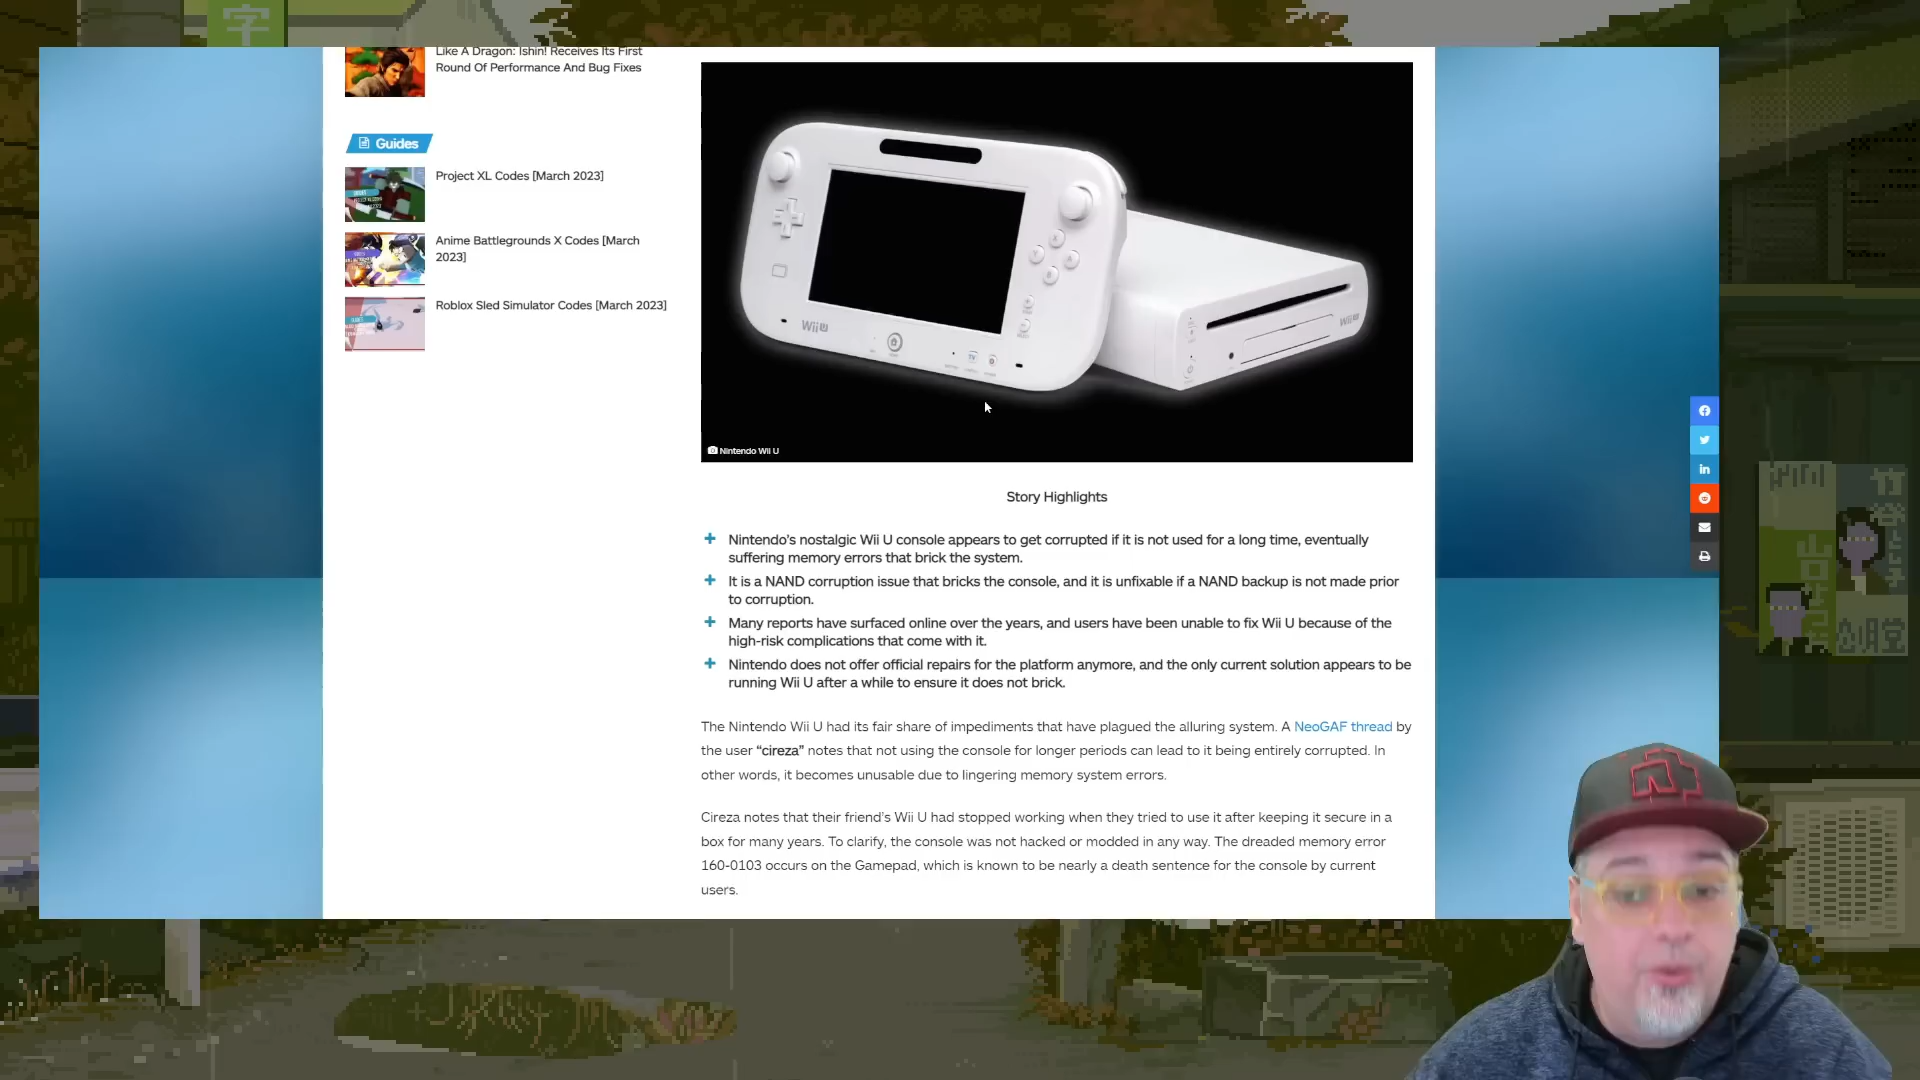 字
Like A Dragon: Ishin! Receives Its First
Round Of Performance And Bug Fixes
Guides
Project XL Codes [March 2023]
Anime Battlegrounds X Codes [March
2023]
Roblox Sled Simulator Codes [March 2023]
Wii U
Wii U
TV
Nintendo Wii U
Story Highlights
Nintendo's nostalgic Wii U console appears to get corrupted if it is not used for a long time, eventually
suffering memory errors that brick the system.
It is a NAND corruption issue that bricks the console, and it is unfixable if a NAND backup is not made prior
to corruption.
Many reports have surfaced online over the years, and users have been unable to fix Wii U because of the
high-risk complications that come with it.
Nintendo does not offer official repairs for the platform anymore, and the only current solution appears to be
running Wii U after a while to ensure it does not brick.
The Nintendo Wii U had its fair share of impediments that have plagued the alluring system. A NeoGAF thread by
the user “cireza” notes that not using the console for longer periods can lead to it being entirely corrupted. In
other words, it becomes unusable due to lingering memory system errors.
Cireza notes that their friend's Wii U had stopped working when they tried to use it after keeping it secure in a
box for many years. To clarify, the console was not hacked or modded in any way. The dreaded memory error
160-0103 occurs on the Gamepad, which is known to be nearly a death sentence for the console by current
users.